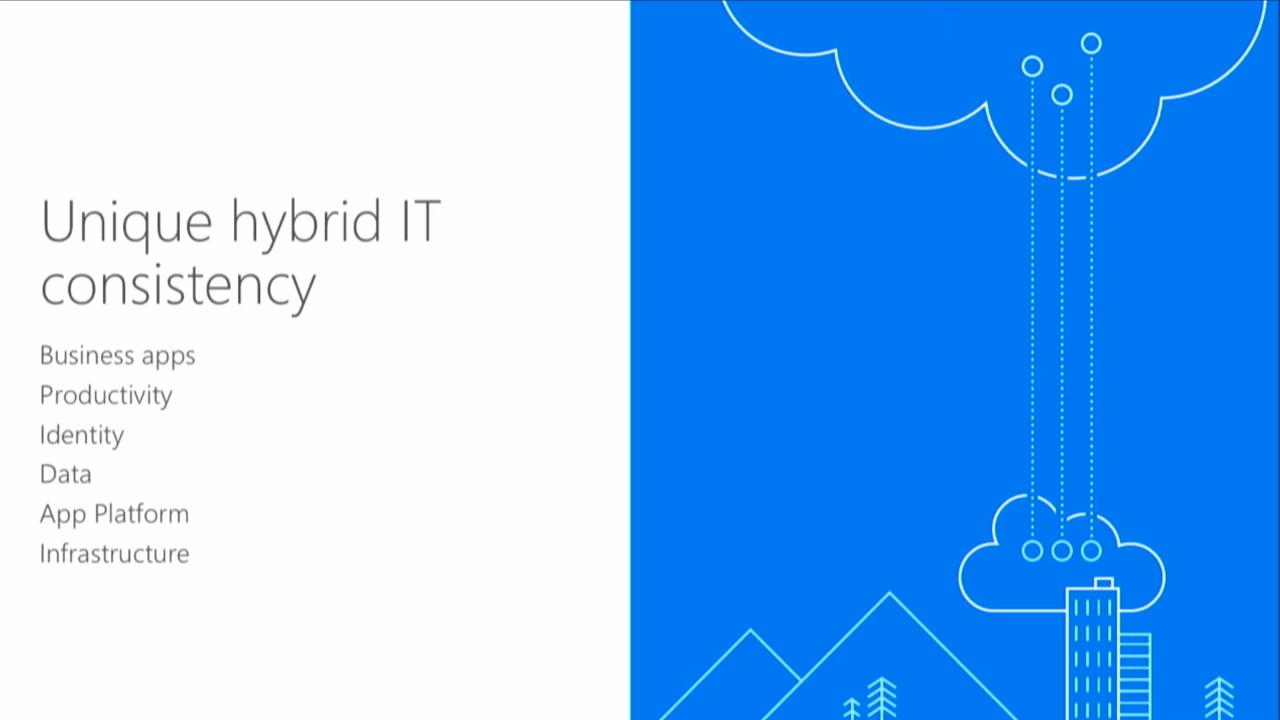 Unique hybrid IT
consistency
Business apps
Productivity
Identity
Data
App Platform
Infrastructure